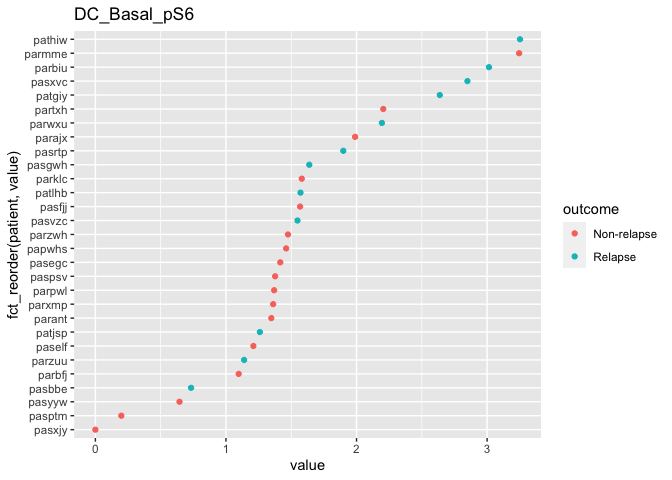 DC_Basal_pS6
fct_reorder(patient, value)
pathiw
parmme
parbiu
pasxvc
patgiy
partxh
parwxu
parajx
pasrtp
pasgwh
parklc
patlhb
pasfjj
pasvzc
parzwh
papwhs
pasegc
paspsv
parpwl
parxmp
parant
patjsp
paself
parzuu
parbfj
pasbbe
pasyyw
pasptm
pasxjy
0 1 2 3
value
outcome
Non-relapse
Relapse